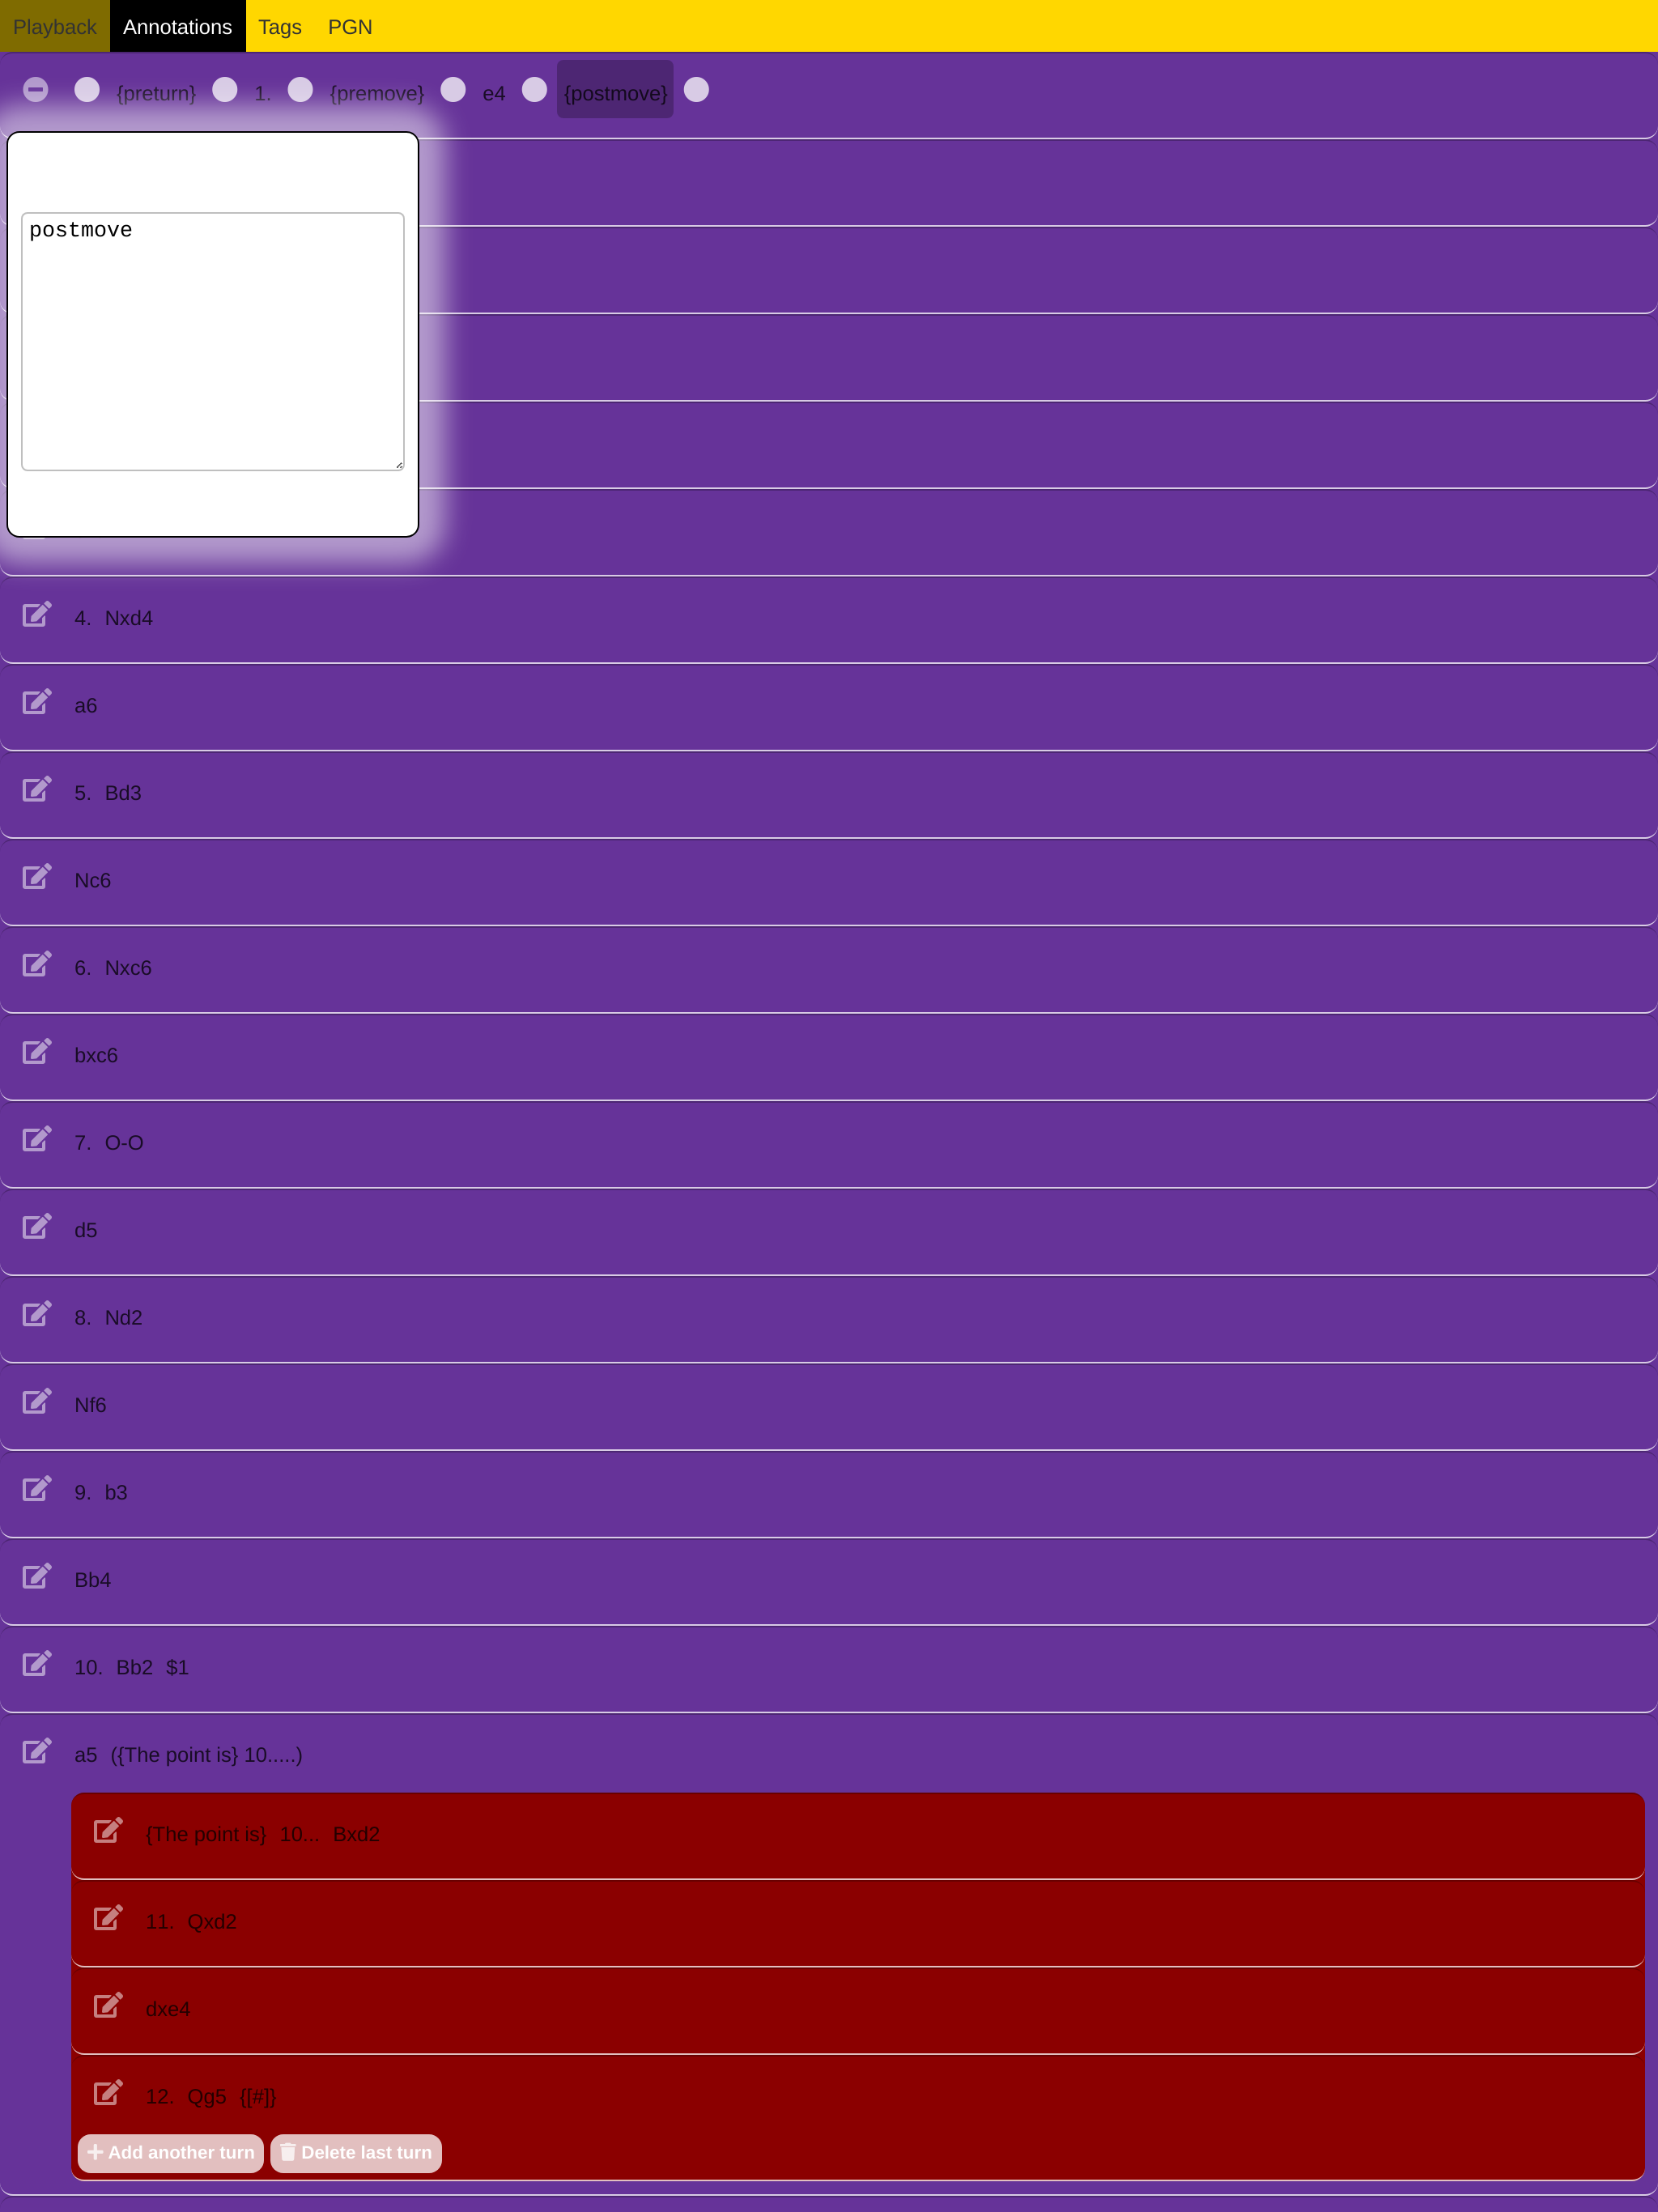 Playback Annotations Tags PGN
{preturn} 1. {premove} e4 {postmove}
postmove
4. Nxd4
a6
5. Bd3
Nc6
6. Nxc6
bxc6
7. O-O
d5
8. Nd2
Nf6
9. b3
Bb4
10. Bb2 $1
a5 ({The point is} 10.....)
{The point is} 10... Bxd2
11. Qxd2
dxe4
12. Qg5 {[#]}
Add another turn Delete last turn